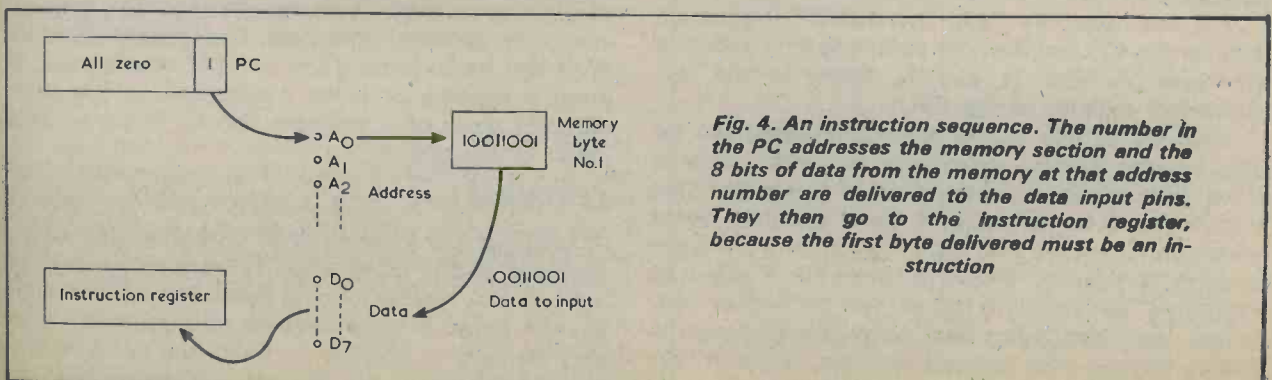 All zero 1 PC
A0
A1
A2
Address
10011001
Memory
byte
No.1
Instruction register
D0
D7
Data
10011001
Data to input
Fig. 4. An instruction sequence. The number in
the PC addresses the memory section and the
8 bits of data from the memory at that address
number are delivered to the data input pins.
They then go to the instruction register,
because the first byte delivered must be an in-
struction